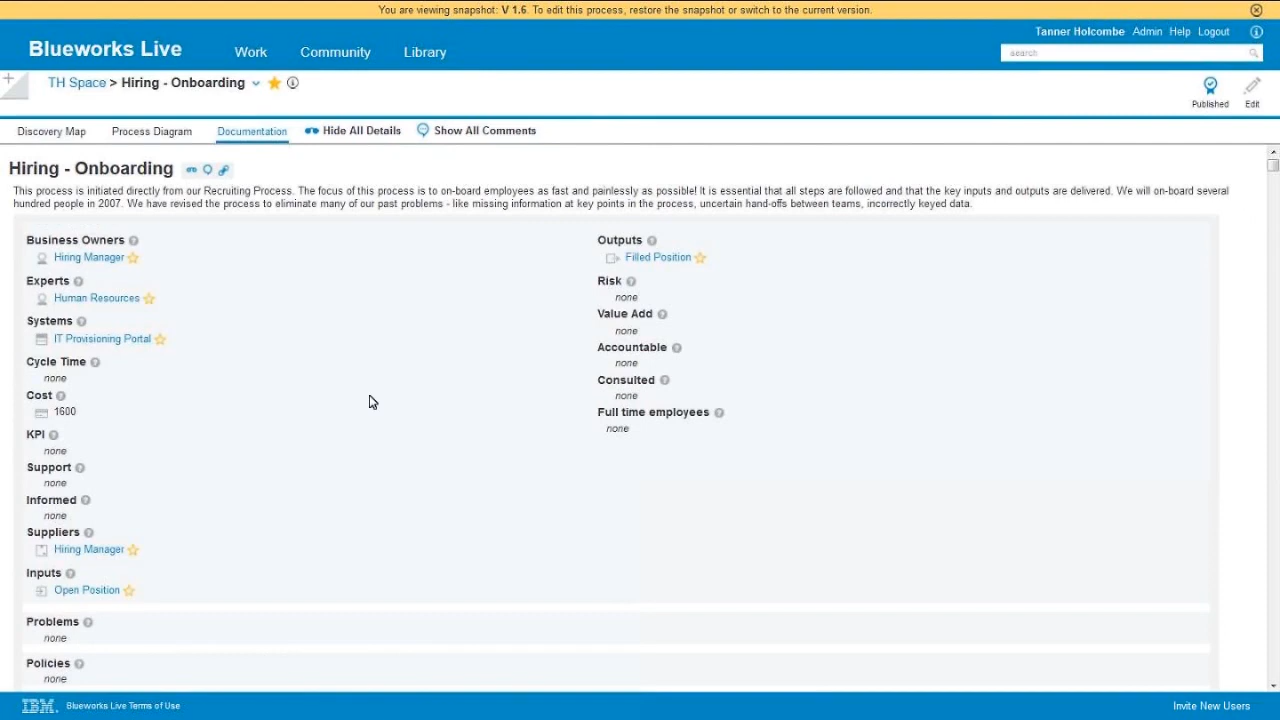 You are viewing snapshot: V 1.6. To edit this process, restore the snapshot or switch to the current version.
Tanner Holcombe Admin Help Logout
Blueworks Live Work Community Library
search
TH Space > Hiring - Onboarding
Published Edit
Discovery Map Process Diagram Documentation Hide All Details Show All Comments
Hiring - Onboarding
This process is initiated directly from our Recruiting Process. The focus of this process is to on-board employees as fast and painlessly as possible! It is essential that all steps are followed and that the key inputs and outputs are delivered. We will on-board several
hundred people in 2007. We have revised the process to eliminate many of our past problems - like missing information at key points in the process, uncertain hand-offs between teams, incorrectly keyed data.
Business Owners
Hiring Manager
Experts
Human Resources
Systems
IT Provisioning Portal
Cycle Time
none
Cost
1600
KPI
none
Support
none
Informed
none
Suppliers
Hiring Manager
Inputs
Open Position
Outputs
Filled Position
Risk
none
Value Add
none
Accountable
none
Consulted
none
Full time employees
none
Problems
none
Policies
none
IBM. Blueworks Live Terms of Use
Invite New Users